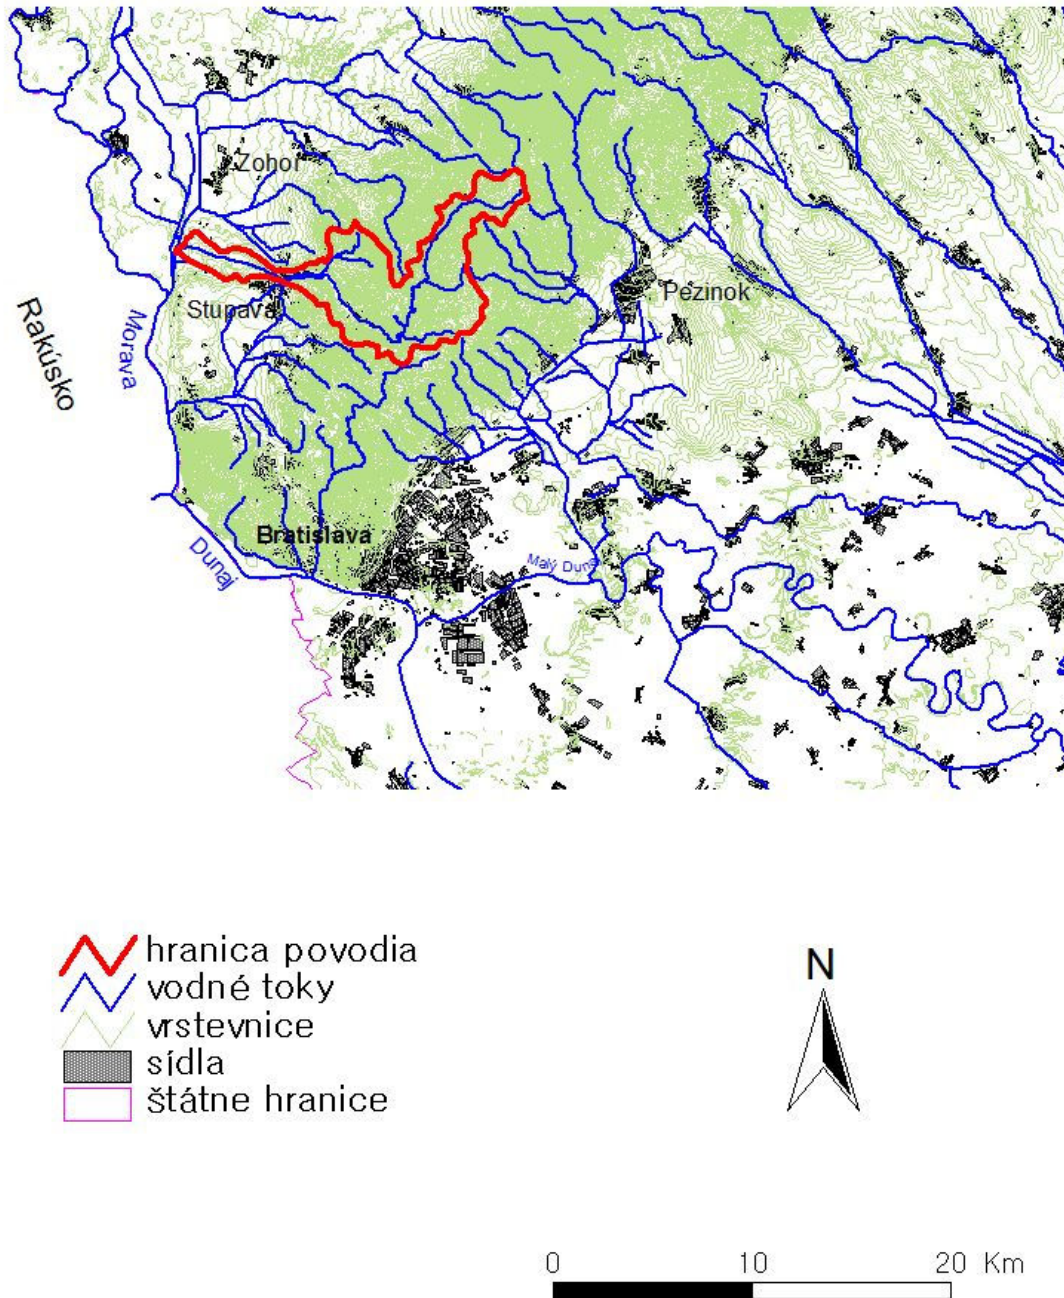 Zohor
Pezinok
Stupava
Rakúsko
Morava
Bratislava
Dunaj
Malý Dunaj
hranica povodia
vodné toky
vrstevnice
sídla
štátne hranice
N
0 10 20 Km